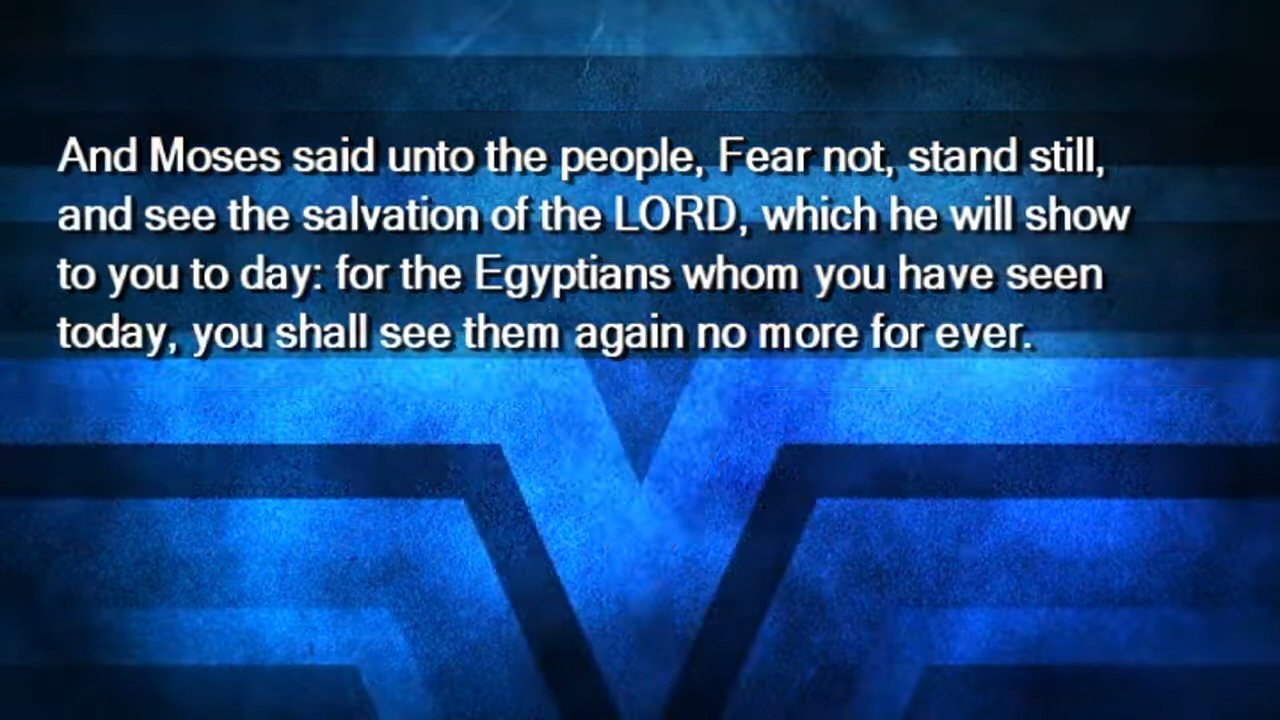 And Moses said unto the people, Fear not, stand still,
and see the salvation of the LORD, which he will show
to you to day: for the Egyptians whom you have seen
today, you shall see them again no more for ever.